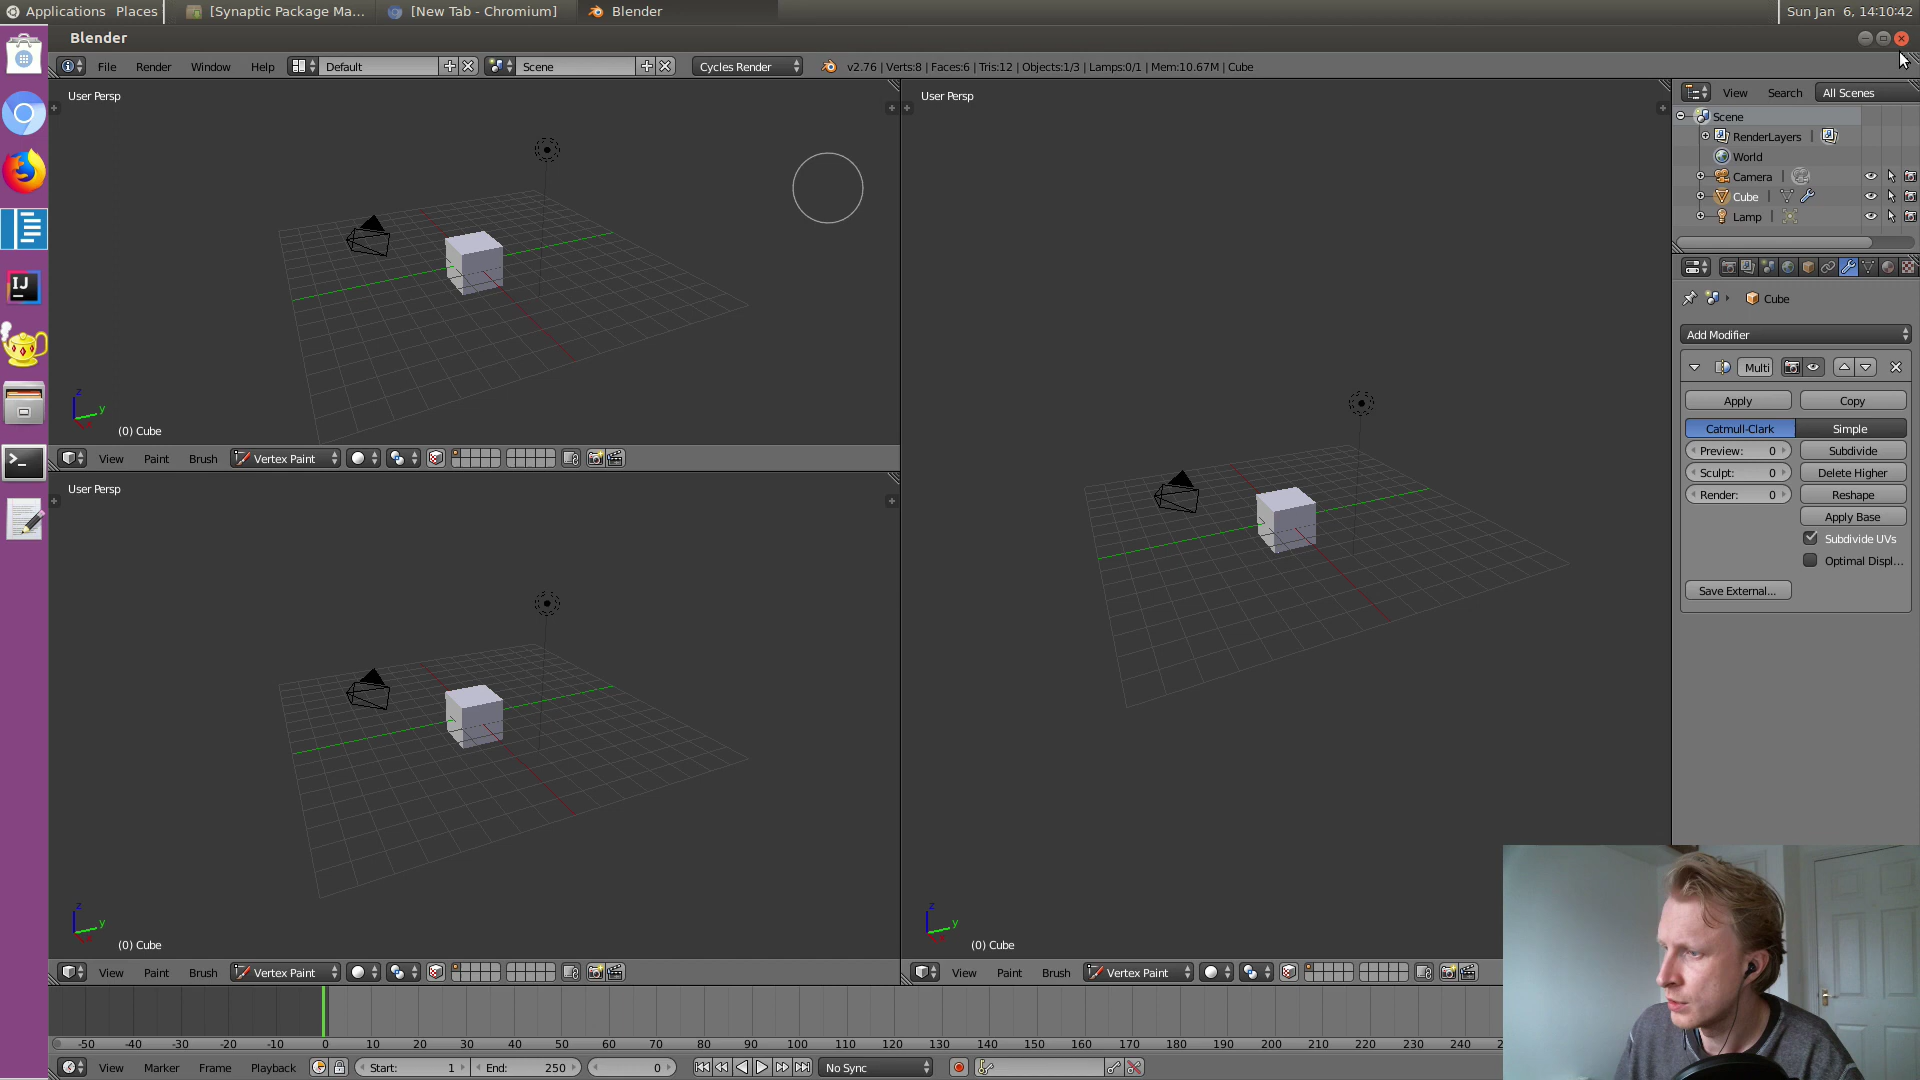 Applications Places [Synaptic Package Ma... [New Tab - Chromium] Blender Sun Jan 6, 14:10:42
Blender
File Render Window Help Default Scene Cycles Render v2.76 | Verts:8 | Faces:6 | Tris:12 | Objects:1/3 | Lamps:0/1 | Mem:10.67M | Cube
User Persp
User Persp
View Search All Scenes
Scene
RenderLayers
World
Camera
Cube
Lamp
Cube
Add Modifier
Multi
Apply Copy
Catmull-Clark Simple
Preview: 0 Subdivide
Sculpt: 0 Delete Higher
Render: 0 Reshape
Apply Base
Subdivide UVs
Optimal Displ...
Save External...
z
y
x
(0) Cube
View Paint Brush Vertex Paint
User Persp
z
y
x
(0) Cube
View Paint Brush Vertex Paint
z
y
x
(0) Cube
View Paint Brush Vertex Paint
-50 -40 -30 -20 -10 0 10 20 30 40 50 60 70 80 90 100 110 120 130 140 150 160 170 180 190 200 210 220 230 240
View Marker Frame Playback Start: 1 End: 250 0 No Sync
IJ
>_